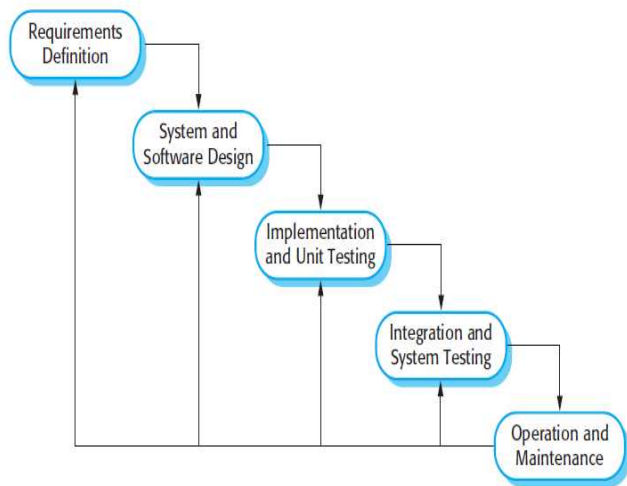 Requirements
Definition
System and
Software Design
Implementation
and Unit Testing
Integration and
System Testing
Operation and
Maintenance